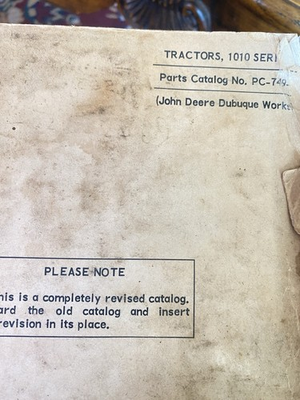 TRACTORS, 1010 SERI
Parts Catalog No. PC-749
(John Deere Dubuque Works
PLEASE NOTE
his is a completely revised catalog.
ard the old catalog and insert
revision in its place.